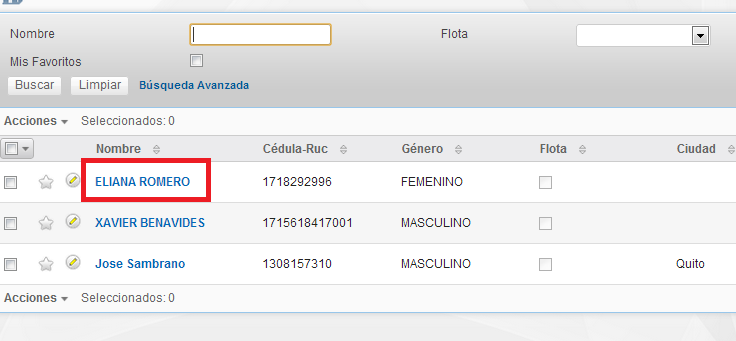 Nombre Flota
Mis Favoritos
Buscar Limpiar Búsqueda Avanzada
Acciones Seleccionados: 0
Nombre Cédula-Ruc Género Flota Ciudad
ELIANA ROMERO 1718292996 FEMENINO
XAVIER BENAVIDES 1715618417001 MASCULINO
Jose Sambrano 1308157310 MASCULINO Quito
Acciones Seleccionados: 0